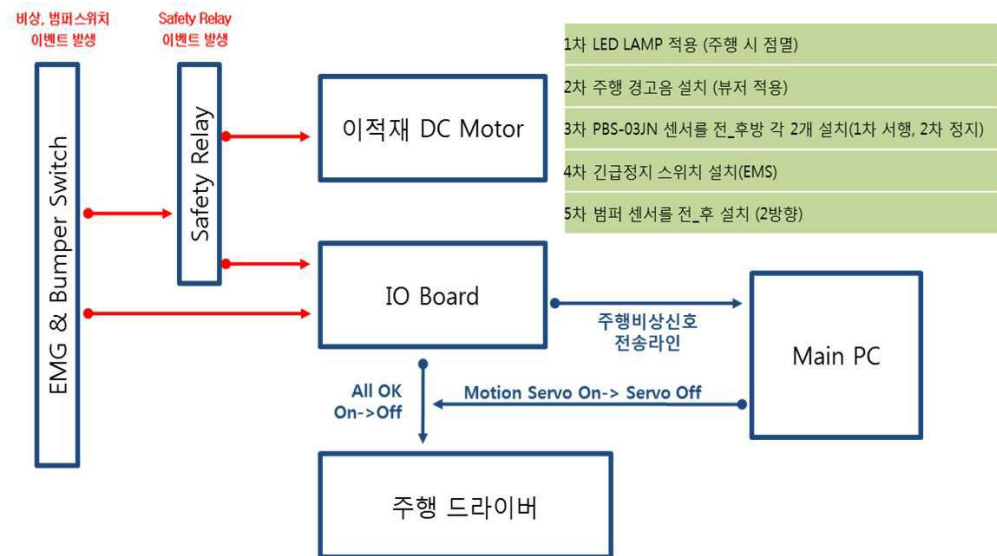 비상, 범퍼스위치
이벤트 발생
Safety Relay
이벤트 발생
1차 LED LAMP 적용 (주행 시 점멸)
2차 주행 경고음 설치 (뷰저 적용)
3차 PBS-03JN 센서를 전_후방 각 2개 설치(1차 서행, 2차 정지)
4차 긴급정지 스위치 설치(EMS)
5차 범퍼 센서를 전_후 설치 (2방향)
EMG & Bumper Switch
Safety Relay
이적재 DC Motor
IO Board
주행비상신호
전송라인
Main PC
All OK
On->Off
Motion Servo On-> Servo Off
주행 드라이버